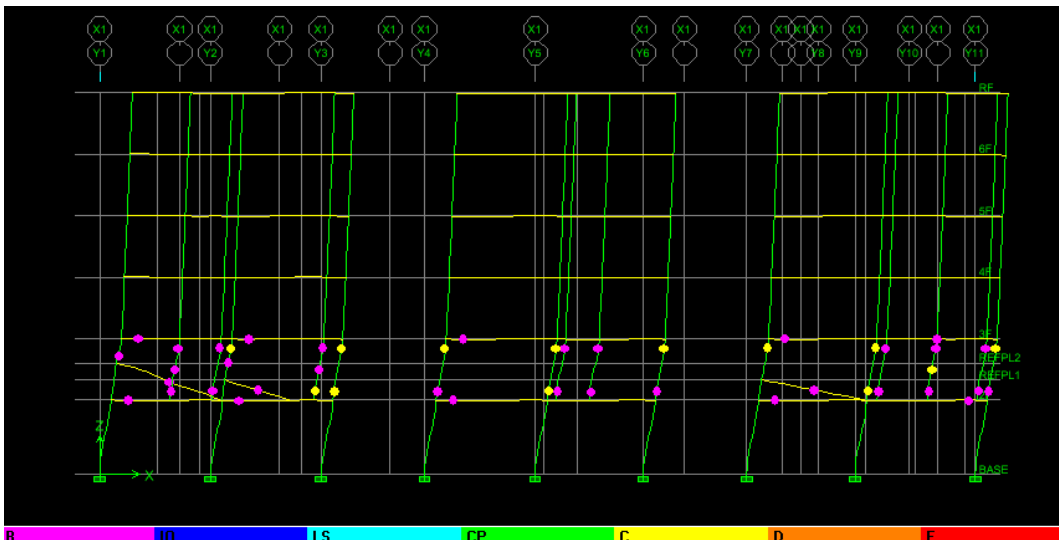 X1 X1 X1 X1 X1 X1 X1 X1 X1 X1 X1 X1 X1 X1 X1 X1 X1 X1
Y1 Y2 Y3 Y4 Y5 Y6 Y7 Y8 Y9 Y10 Y11
RF
6F
5F
4F
3F
REFPL2
REFPL1
Z
BASE
X
B IO LS CP C D E